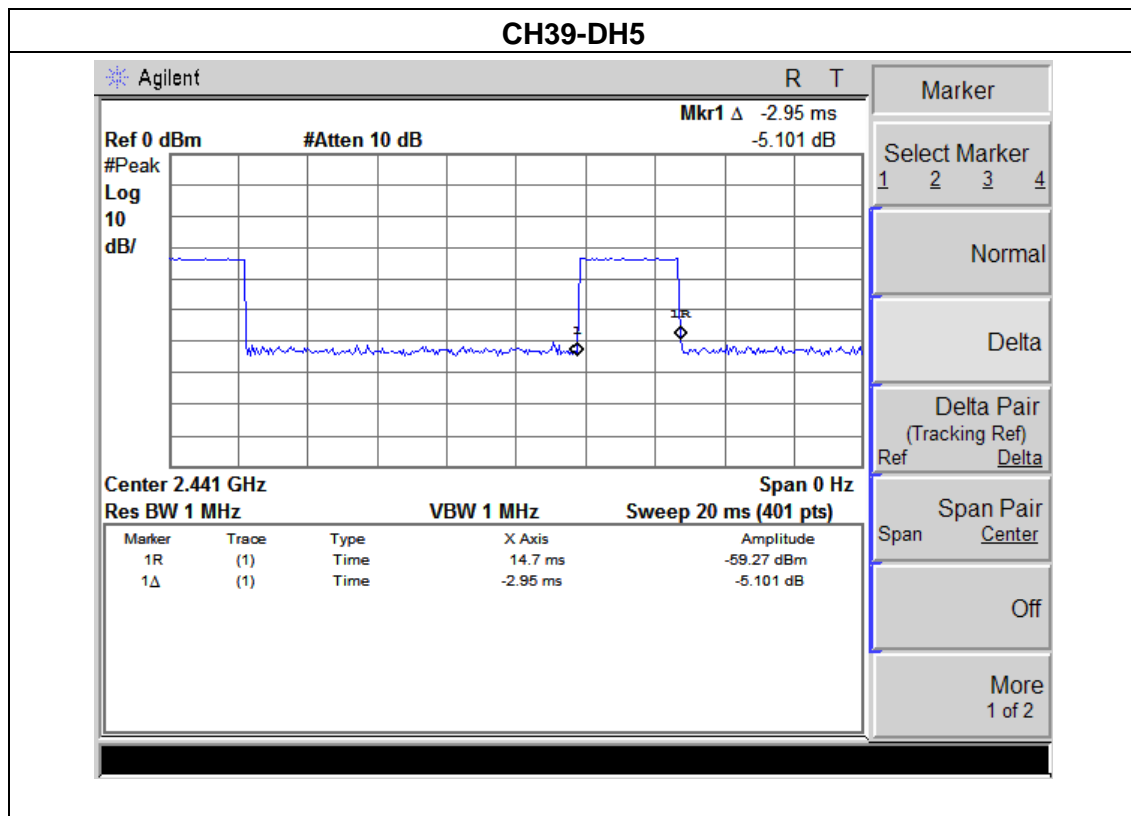 CH39-DH5
Agilent R T
Mkr1 Δ -2.95 ms
Ref 0 dBm #Atten 10 dB -5.101 dB
#Peak
Log
10
dB/
1
1R
Center 2.441 GHz Span 0 Hz
Res BW 1 MHz VBW 1 MHz Sweep 20 ms (401 pts)
Marker Trace Type X Axis Amplitude
1R (1) Time 14.7 ms -59.27 dBm
1Δ (1) Time -2.95 ms -5.101 dB
Marker
Select Marker
1 2 3 4
Normal
Delta
Delta Pair
(Tracking Ref)
Ref Delta
Span Pair
Span Center
Off
More
1 of 2